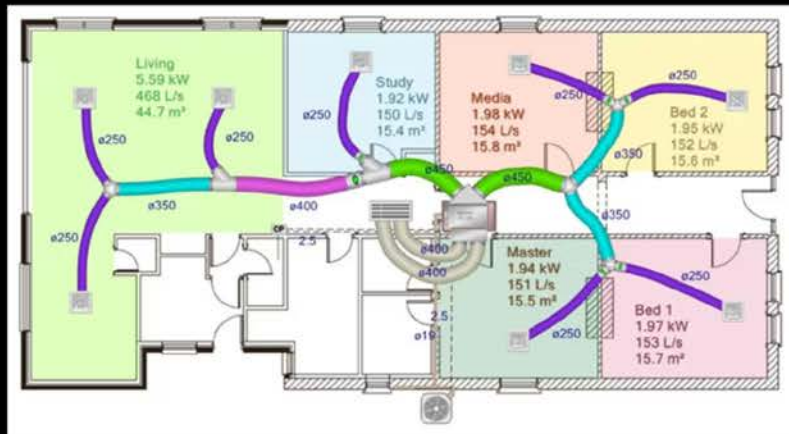 Living
5.59 kW
468 L/s
44.7 m²
Study
1.92 kW
150 L/s
15.4 m²
Media
1.98 kW
154 L/s
15.8 m²
Bed 2
1.95 kW
152 L/s
15.6 m²
ø250
ø250
ø250
ø250
ø250
ø250
ø350
ø400
ø450
ø450
ø350
ø350
CP
2.5
ø400
ø400
Master
1.94 kW
151 L/s
15.5 m²
ø250
ø250
Bed 1
1.97 kW
153 L/s
15.7 m²
2.5
ø19